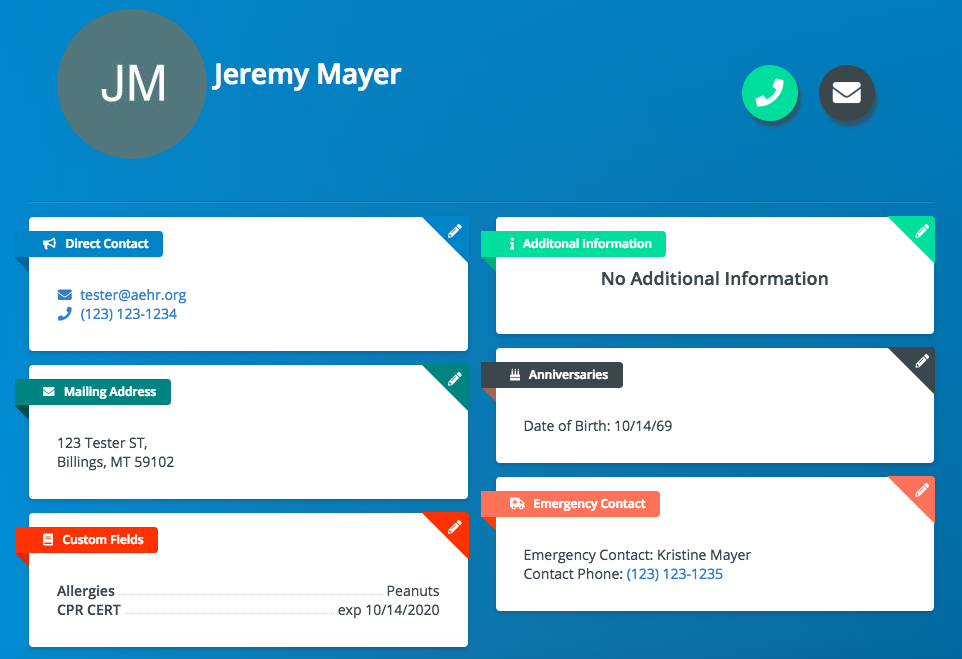 JM
Jeremy Mayer
Direct Contact
tester@aehr.org
(123) 123-1234
Mailing Address
123 Tester ST,
Billings, MT 59102
Custom Fields
Allergies Peanuts
CPR CERT exp 10/14/2020
Additonal Information
No Additional Information
Anniversaries
Date of Birth: 10/14/69
Emergency Contact
Emergency Contact: Kristine Mayer
Contact Phone: (123) 123-1235